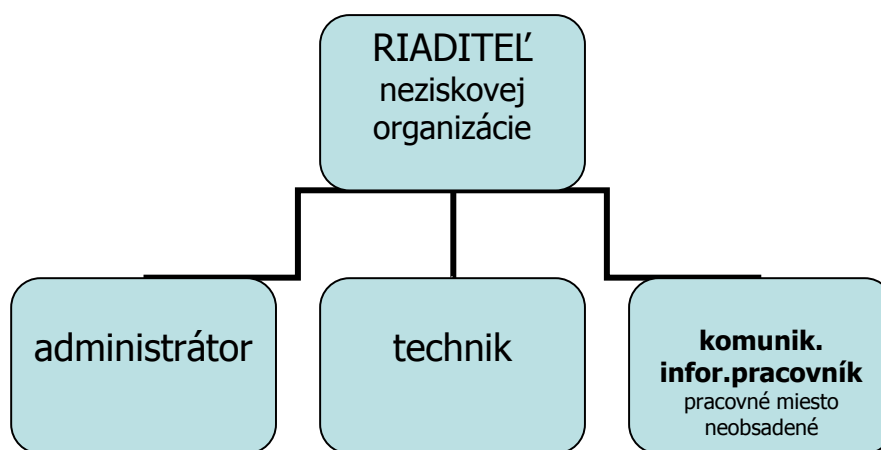 RIADITEĽ
neziskovej
organizácie
administrátor
technik
komunik.
infor.pracovník
pracovné miesto
neobsadené